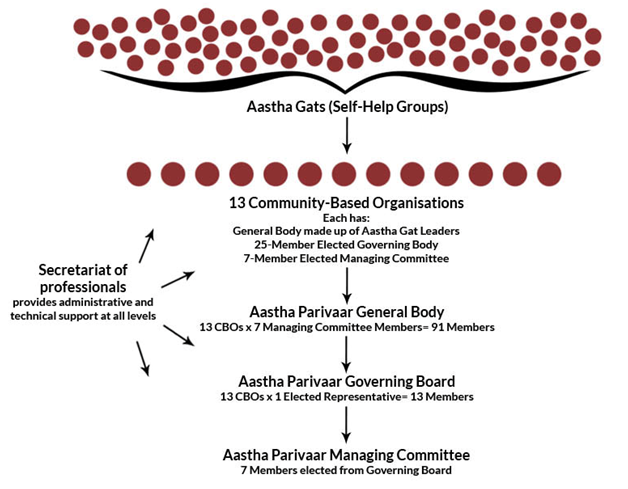 Aastha Gats (Self-Help Groups)
13 Community-Based Organisations
Each has:
General Body made up of Aastha Gat Leaders
25-Member Elected Governing Body
7-Member Elected Managing Committee
Secretariat of
professionals
provides administrative and
technical support at all levels
Aastha Parivaar General Body
13 CBOs x 7 Managing Committee Members= 91 Members
Aastha Parivaar Governing Board
13 CBOs x 1 Elected Representative= 13 Members
Aastha Parivaar Managing Committee
7 Members elected from Governing Board